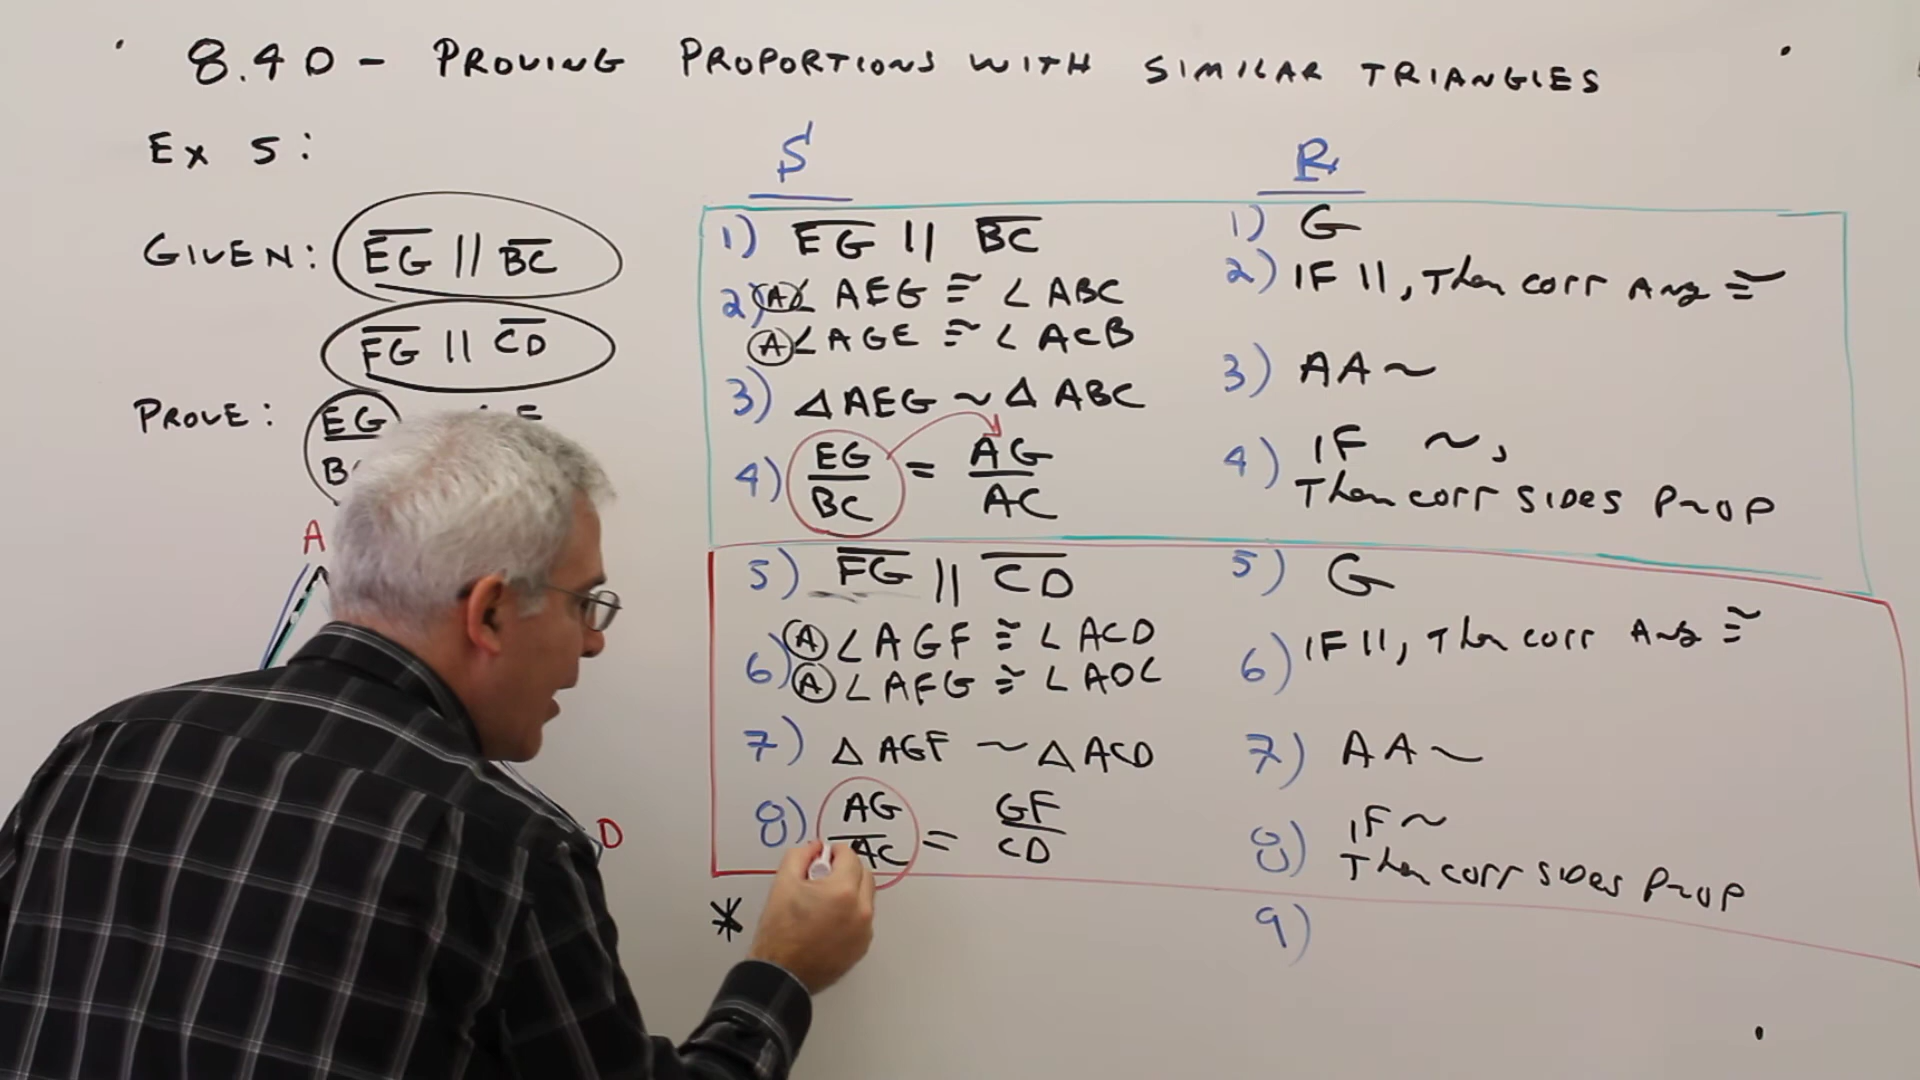 8.4D - PROVING PROPORTIONS WITH SIMILAR TRIANGLES
Ex 5:
GIVEN: EG || BC
FG || CD
PROVE: EG
A
D
S
1) EG || BC
2) A ∠AEG ≅ ∠ABC
A ∠AGE ≅ ∠ACB
3) △AEG ~ △ABC
4) EG/BC = AG/AC
5) FG || CD
6) A ∠AGF ≅ ∠ACD
A ∠AFG ≅ ∠ADC
7) △AGF ~ △ACD
8) AG/AC = GF/CD
*
R
1) G
2) IF ||, Then corr Ang ≅
3) AA ~
4) IF ~,
Then corr sides prop
5) G
6) IF ||, Then corr Ang ≅
7) AA ~
8) IF ~
Then corr sides prop
9)